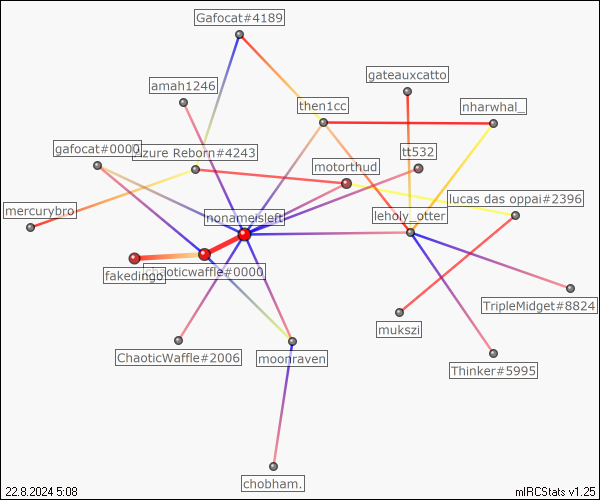 Gafocat#4189
gateauxcatto
amah1246
then1cc
nharwhal_
gafocat#0000
Azure Reborn#4243
tt532
motorthud
lucas das oppai#2396
mercurybro
nonameisleft
leholy_otter
fakedingo
chaoticwaffle#0000
TripleMidget#8824
mukszi
ChaoticWaffle#2006
moonraven
Thinker#5995
chobham.
22.8.2024 5:08
mIRCStats v1.25